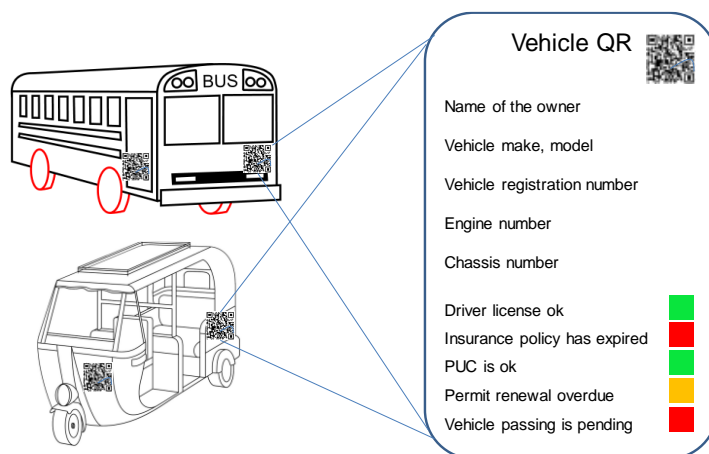 BUS
Vehicle QR
Name of the owner
Vehicle make, model
Vehicle registration number
Engine number
Chassis number
Driver license ok
Insurance policy has expired
PUC is ok
Permit renewal overdue
Vehicle passing is pending